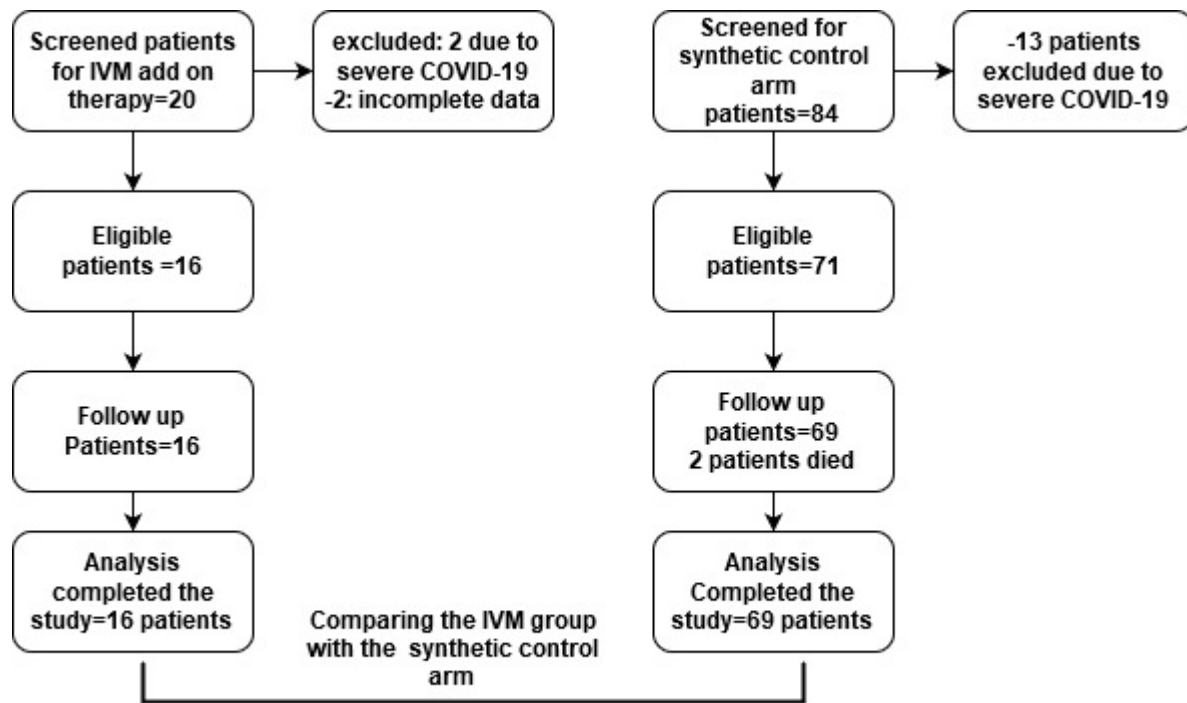 Screened patients
for IVM add on
therapy=20
excluded: 2 due to
severe COVID-19
-2: incomplete data
Screened for
synthetic control
arm
patients=84
-13 patients
excluded due to
severe COVID-19
Eligible
patients =16
Eligible
patients=71
Follow up
Patients=16
Follow up
patients=69
2 patients died
Analysis
completed the
study=16 patients
Analysis
Completed the
study=69 patients
Comparing the IVM group
with the synthetic control
arm